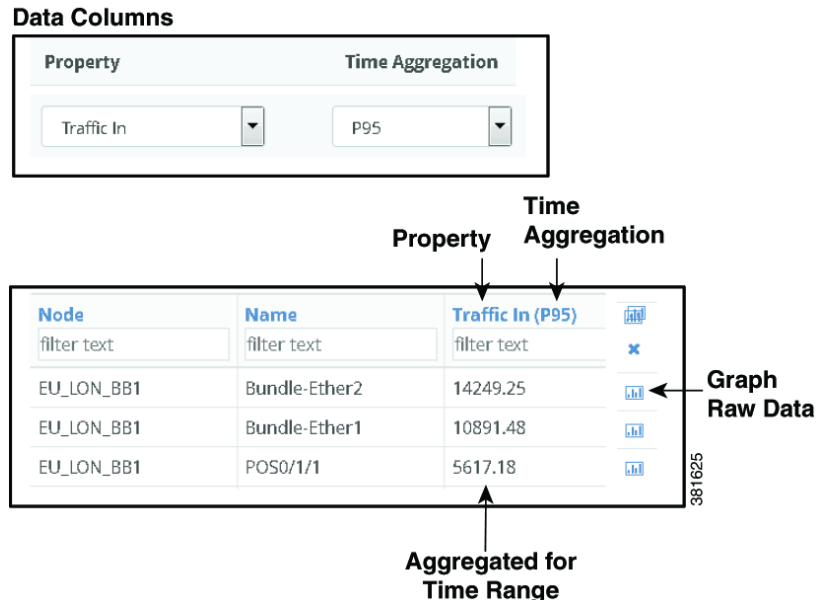 Data Columns
Property Time Aggregation
Traffic In P95
Time
Property Aggregation
Node Name Traffic In (P95)
filter text filter text filter text
EU_LON_BB1 Bundle-Ether2 14249.25
Graph
Raw Data
EU_LON_BB1 Bundle-Ether1 10891.48
EU_LON_BB1 POS0/1/1 5617.18
381625
Aggregated for
Time Range